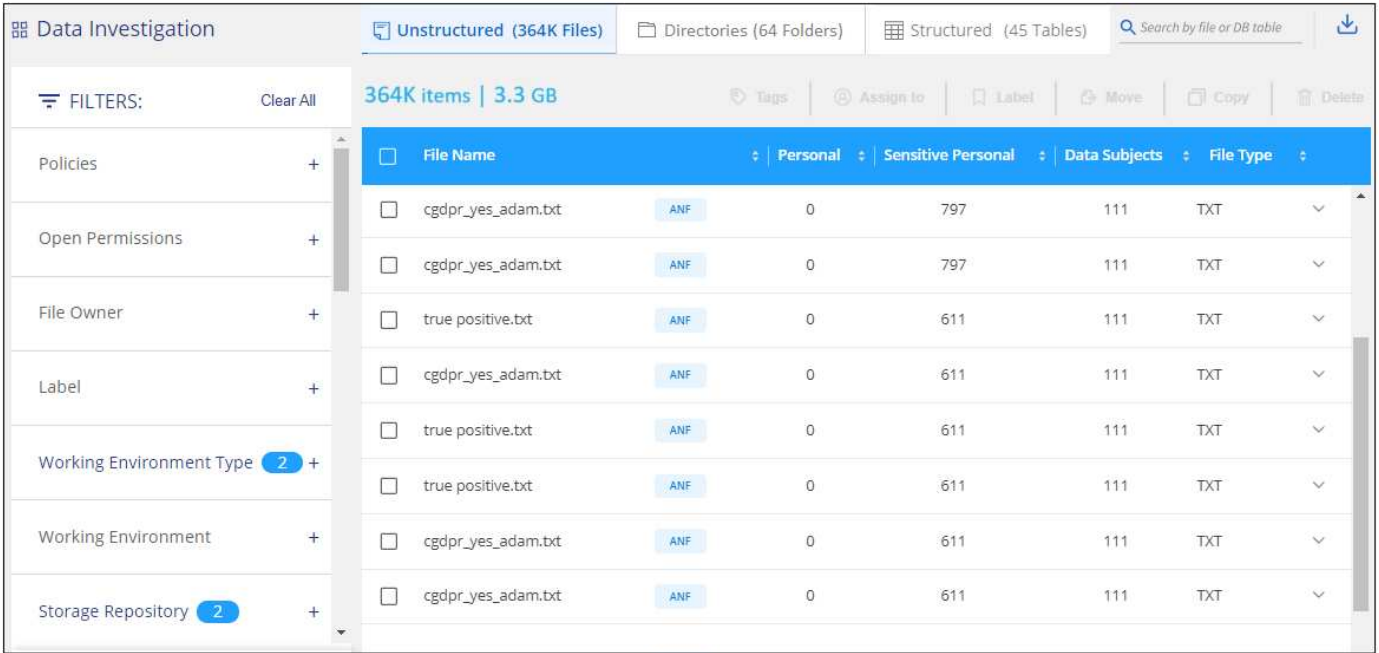 Data Investigation
Unstructured (364K Files)
Directories (64 Folders)
Structured (45 Tables)
Search by file or DB table
FILTERS: Clear All
364K items | 3.3 GB
Tags Assign to Label Move Copy Delete
Policies +
Open Permissions +
File Owner +
Label +
Working Environment Type 2 +
Working Environment +
Storage Repository 2 +
File Name Personal Sensitive Personal Data Subjects File Type
cgdpr_yes_adam.txt ANF 0 797 111 TXT
cgdpr_yes_adam.txt ANF 0 797 111 TXT
true positive.txt ANF 0 611 111 TXT
cgdpr_yes_adam.txt ANF 0 611 111 TXT
true positive.txt ANF 0 611 111 TXT
true positive.txt ANF 0 611 111 TXT
cgdpr_yes_adam.txt ANF 0 611 111 TXT
cgdpr_yes_adam.txt ANF 0 611 111 TXT